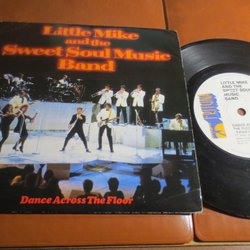 Little Mike
and the
Sweet Soul Music
Band
Dance Across The Floor
LITTLE MIKE
AND THE
SWEET SOUL
MUSIC
BAND